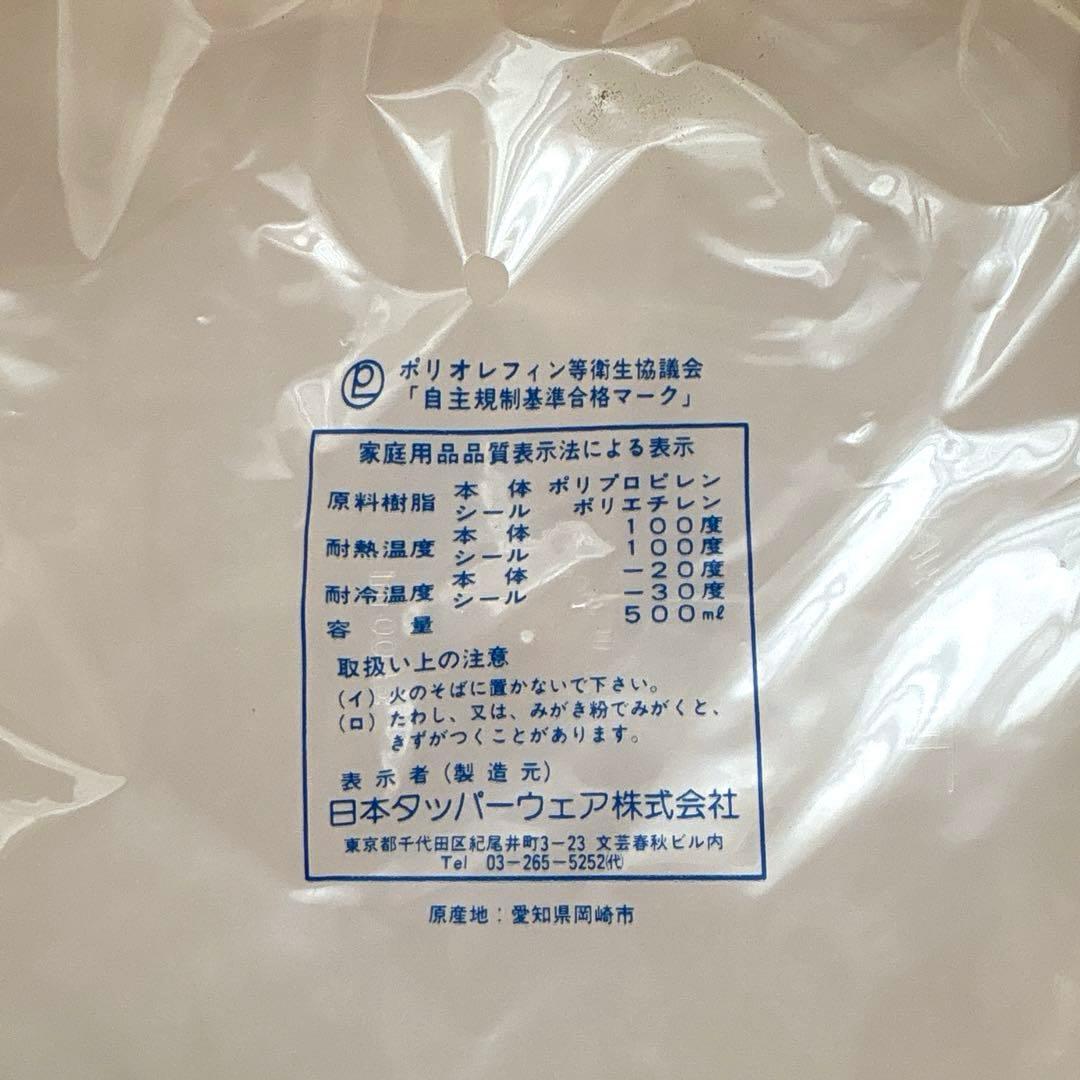 PL ポリオレフィン等衛生協議会
「自主規制基準合格マーク」
家庭用品品質表示法による表示
原料樹脂 本体 ポリプロピレン
シール ポリエチレン
耐熱温度 本体 100度
シール 100度
耐冷温度 本体 -20度
シール -30度
容量 500ml
取扱い上の注意
(イ) 火のそばに置かないで下さい。
(ロ) たわし、又は、みがき粉でみがくと、
きずがつくことがあります。
表示者(製造元)
日本タッパーウェア株式会社
東京都千代田区紀尾井町3-23 文芸春秋ビル内
Tel 03-265-5252(代)
原産地:愛知県岡崎市